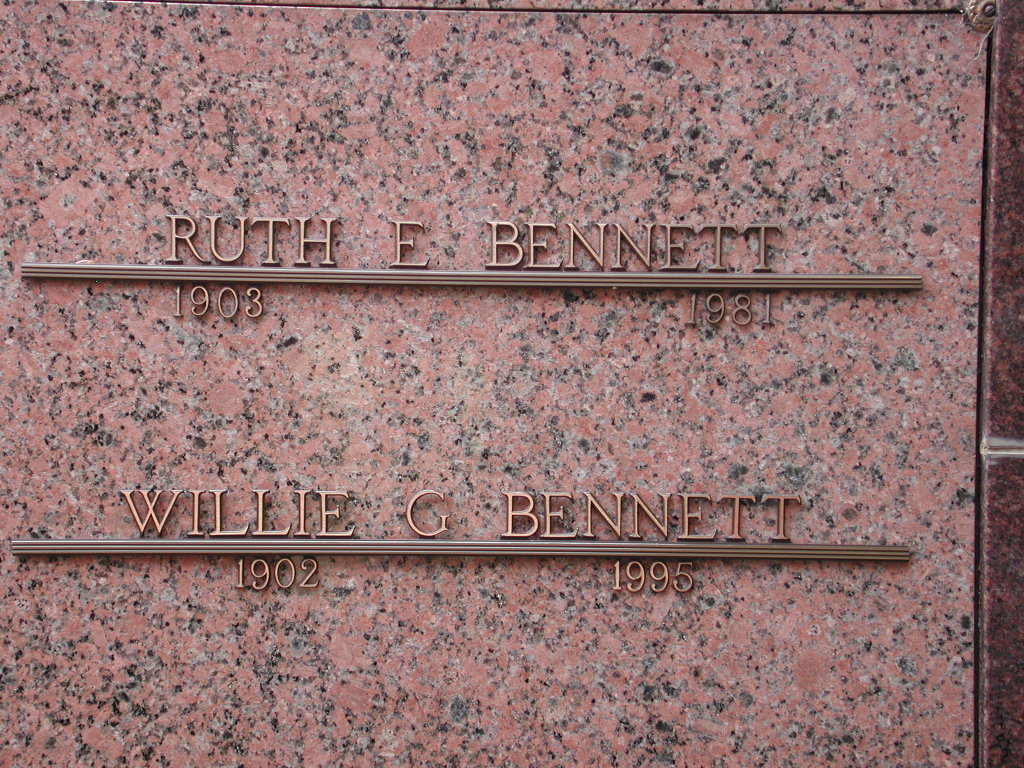 RUTH E BENNETT
1903 1981
WILLIE G BENNETT
1902 1995